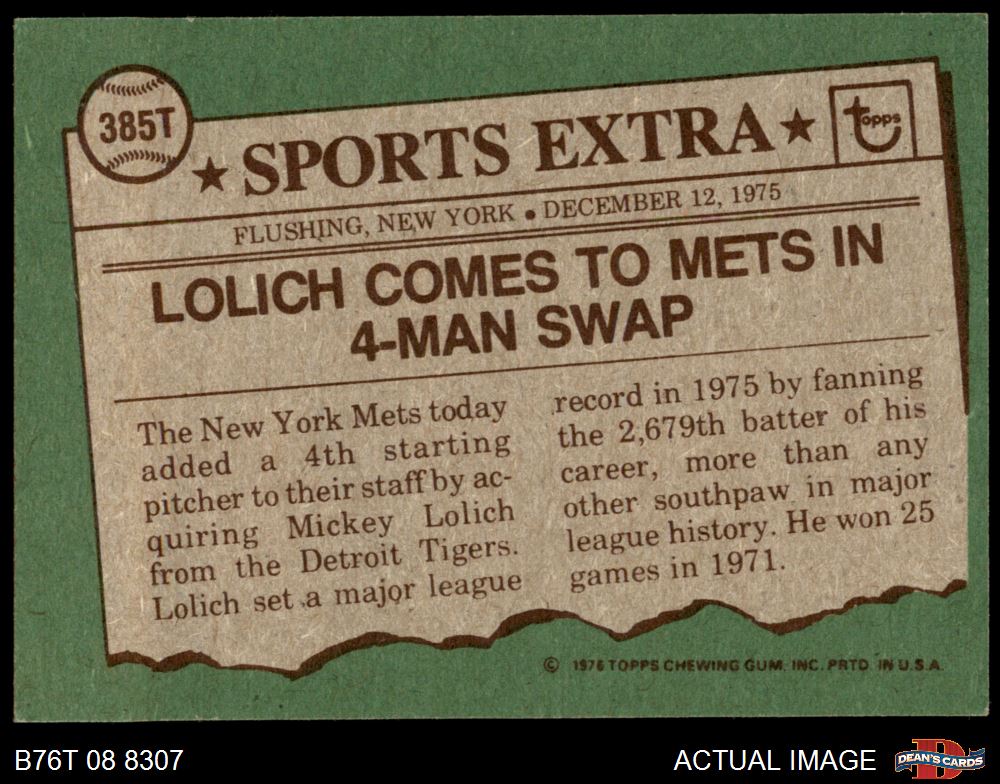 385T
★ SPORTS EXTRA ★
topps
FLUSHING, NEW YORK • DECEMBER 12, 1975
LOLICH COMES TO METS IN
4-MAN SWAP
The New York Mets today
added a 4th starting
pitcher to their staff by ac-
quiring Mickey Lolich
from the Detroit Tigers.
Lolich set a major league
record in 1975 by fanning
the 2,679th batter of his
career, more than any
other southpaw in major
league history. He won 25
games in 1971.
© 1976 TOPPS CHEWING GUM, INC. PRTD. IN U.S.A.
B76T 08 8307
ACTUAL IMAGE
DEAN'S CARDS